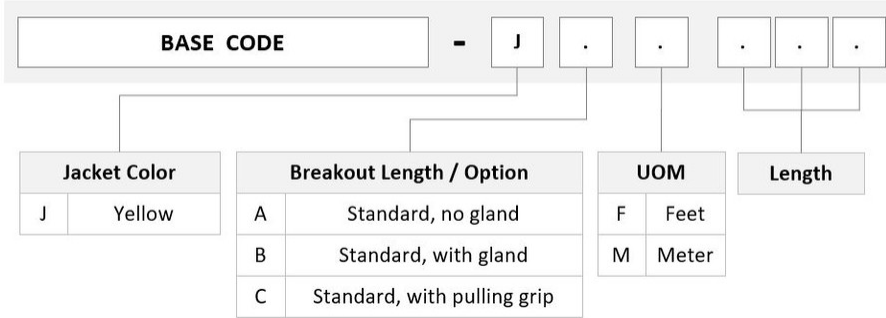 BASE CODE - J . . . . .
Jacket Color
J Yellow
Breakout Length / Option
A Standard, no gland
B Standard, with gland
C Standard, with pulling grip
UOM
F Feet
M Meter
Length